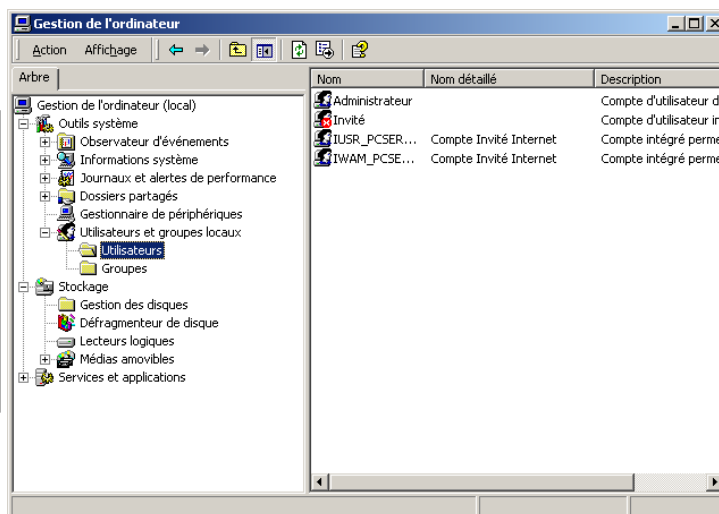 Gestion de l'ordinateur
Action Affichage
Arbre
Gestion de l'ordinateur (local)
Outils système
Observateur d'événements
Informations système
Journaux et alertes de performance
Dossiers partagés
Gestionnaire de périphériques
Utilisateurs et groupes locaux
Utilisateurs
Groupes
Stockage
Gestion des disques
Défragmenteur de disque
Lecteurs logiques
Médias amovibles
Services et applications
Nom Nom détaillé Description
Administrateur Compte d'utilisateur d
Invité Compte d'utilisateur in
IUSR_PCSER... Compte Invité Internet Compte intégré perme
IWAM_PCSE... Compte Invité Internet Compte intégré perme